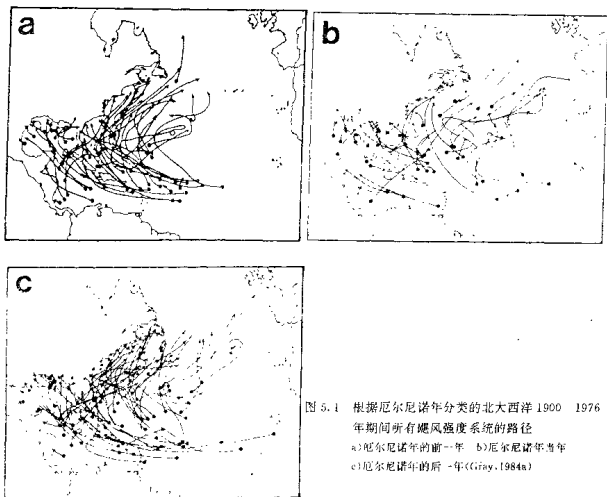 a
b
c
图 5.1 根据厄尔尼诺年分类的北大西洋 1900 1976
年期间所有飓风强度系统的路径
a)厄尔尼诺年的前一年 b)厄尔尼诺年当年
c)厄尔尼诺年的后一年(Gray,1984a)